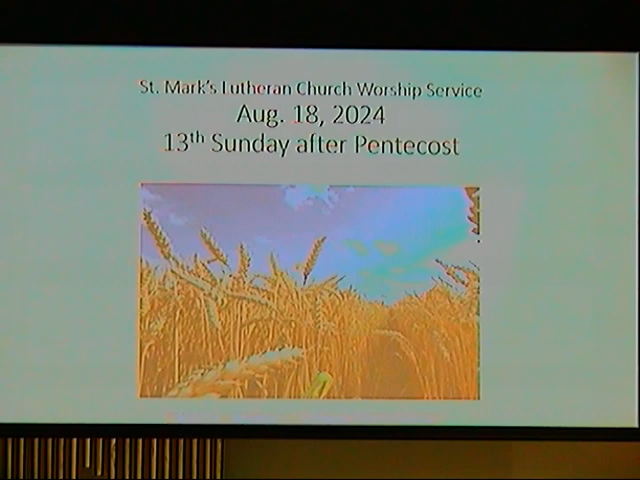 St. Mark's Lutheran Church Worship Service
Aug. 18, 2024
13th Sunday after Pentecost